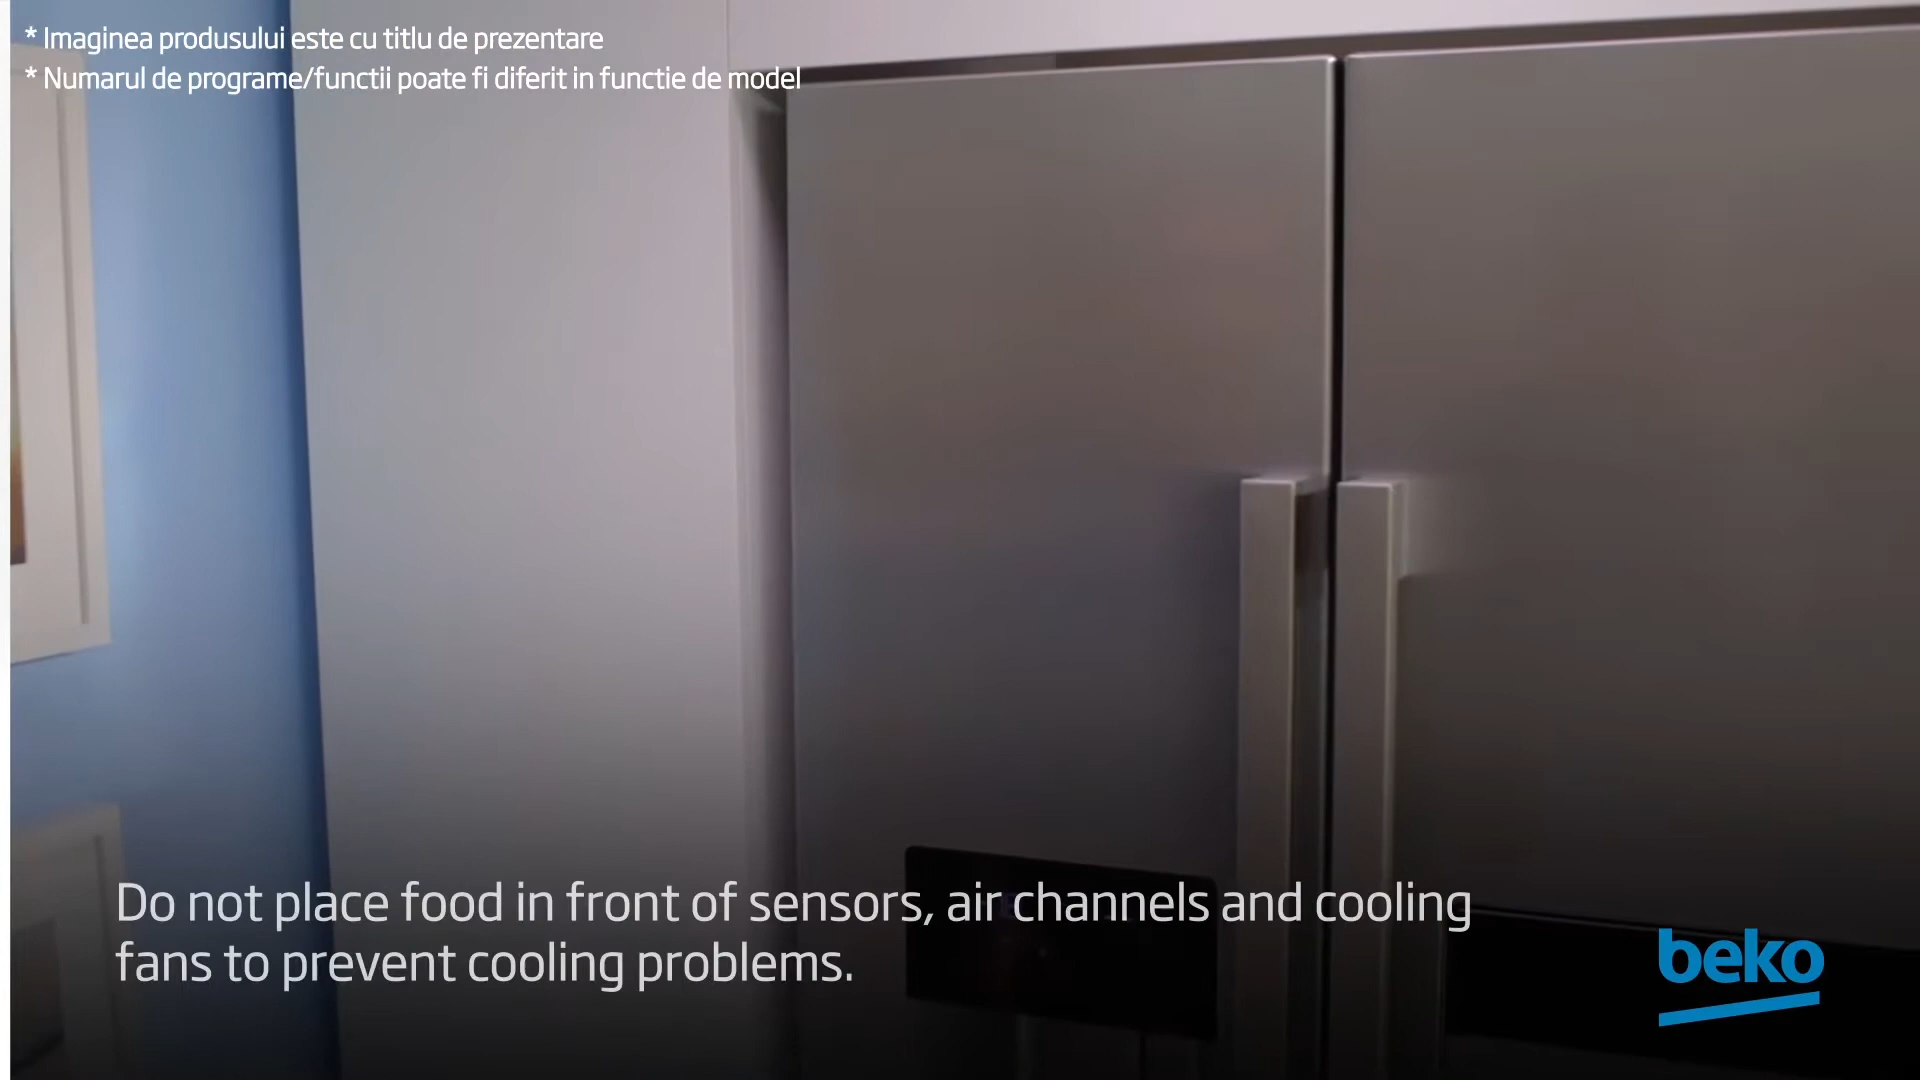 * Imaginea produsului este cu titlu de prezentare
* Numarul de programe/functii poate fi diferit in functie de model
Do not place food in front of sensors, air channels and cooling
fans to prevent cooling problems.
beko